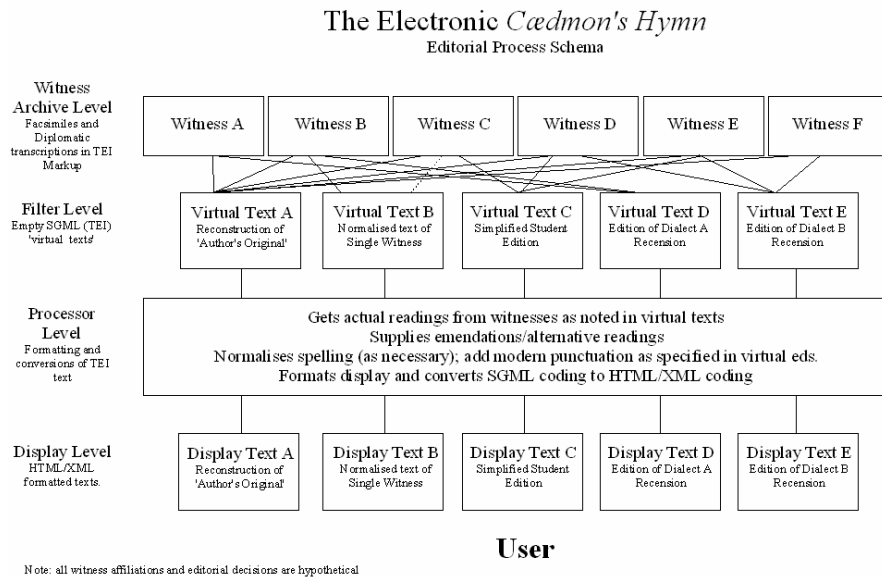 The Electronic Cædmon's Hymn
Editorial Process Schema
Witness
Archive Level
Facsimiles and
Diplomatic
transcriptions in TEI
Markup
Witness A
Witness B
Witness C
Witness D
Witness E
Witness F
Filter Level
Empty SGML (TEI)
'virtual texts'
Virtual Text A
Reconstruction of
'Author's Original'
Virtual Text B
Normalised text of
Single Witness
Virtual Text C
Simplified Student
Edition
Virtual Text D
Edition of Dialect A
Recension
Virtual Text E
Edition of Dialect B
Recension
Processor
Level
Formatting and
conversions of TEI
text
Gets actual readings from witnesses as noted in virtual texts
Supplies emendations/alternative readings
Normalises spelling (as necessary); add modern punctuation as specified in virtual eds.
Formats display and converts SGML coding to HTML/XML coding
Display Level
HTML/XML
formatted texts.
Display Text A
Reconstruction of
'Author's Original'
Display Text B
Normalised text of
Single Witness
Display Text C
Simplified Student
Edition
Display Text D
Edition of Dialect A
Recension
Display Text E
Edition of Dialect B
Recension
User
Note: all witness affiliations and editorial decisions are hypothetical